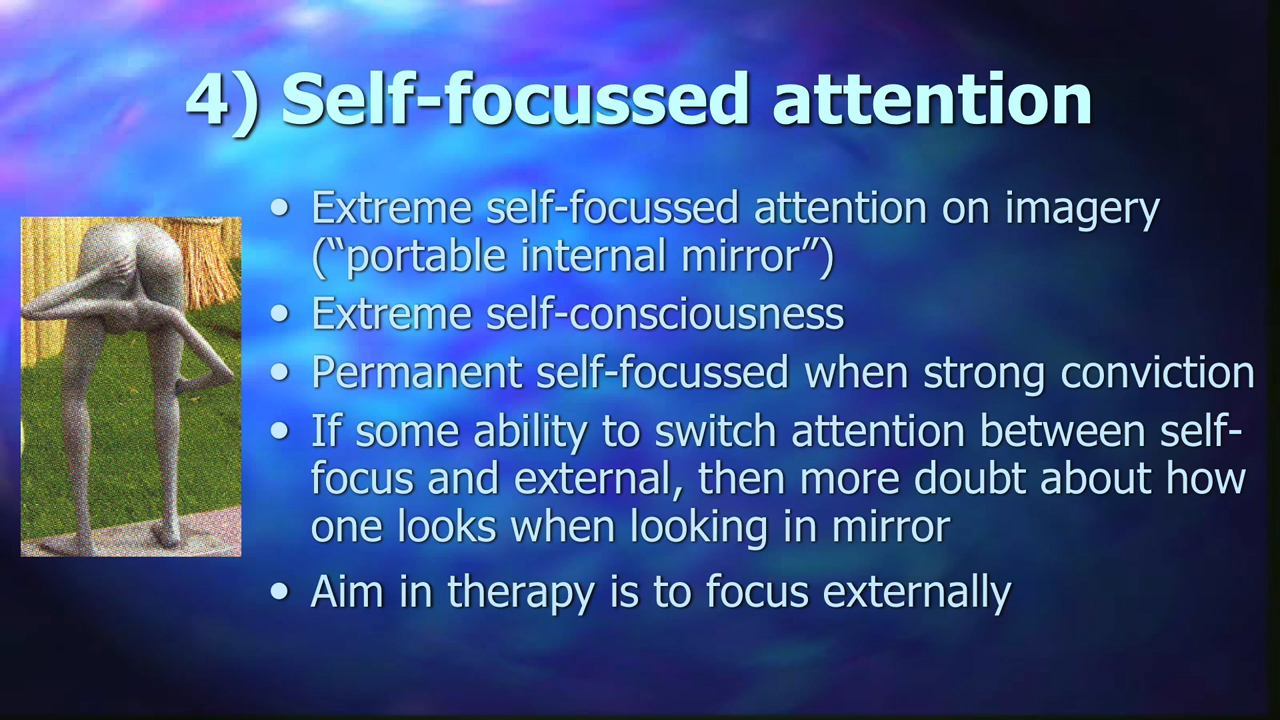 4) Self-focussed attention
• Extreme self-focussed attention on imagery
(“portable internal mirror”)
• Extreme self-consciousness
• Permanent self-focussed when strong conviction
• If some ability to switch attention between self-
focus and external, then more doubt about how
one looks when looking in mirror
• Aim in therapy is to focus externally